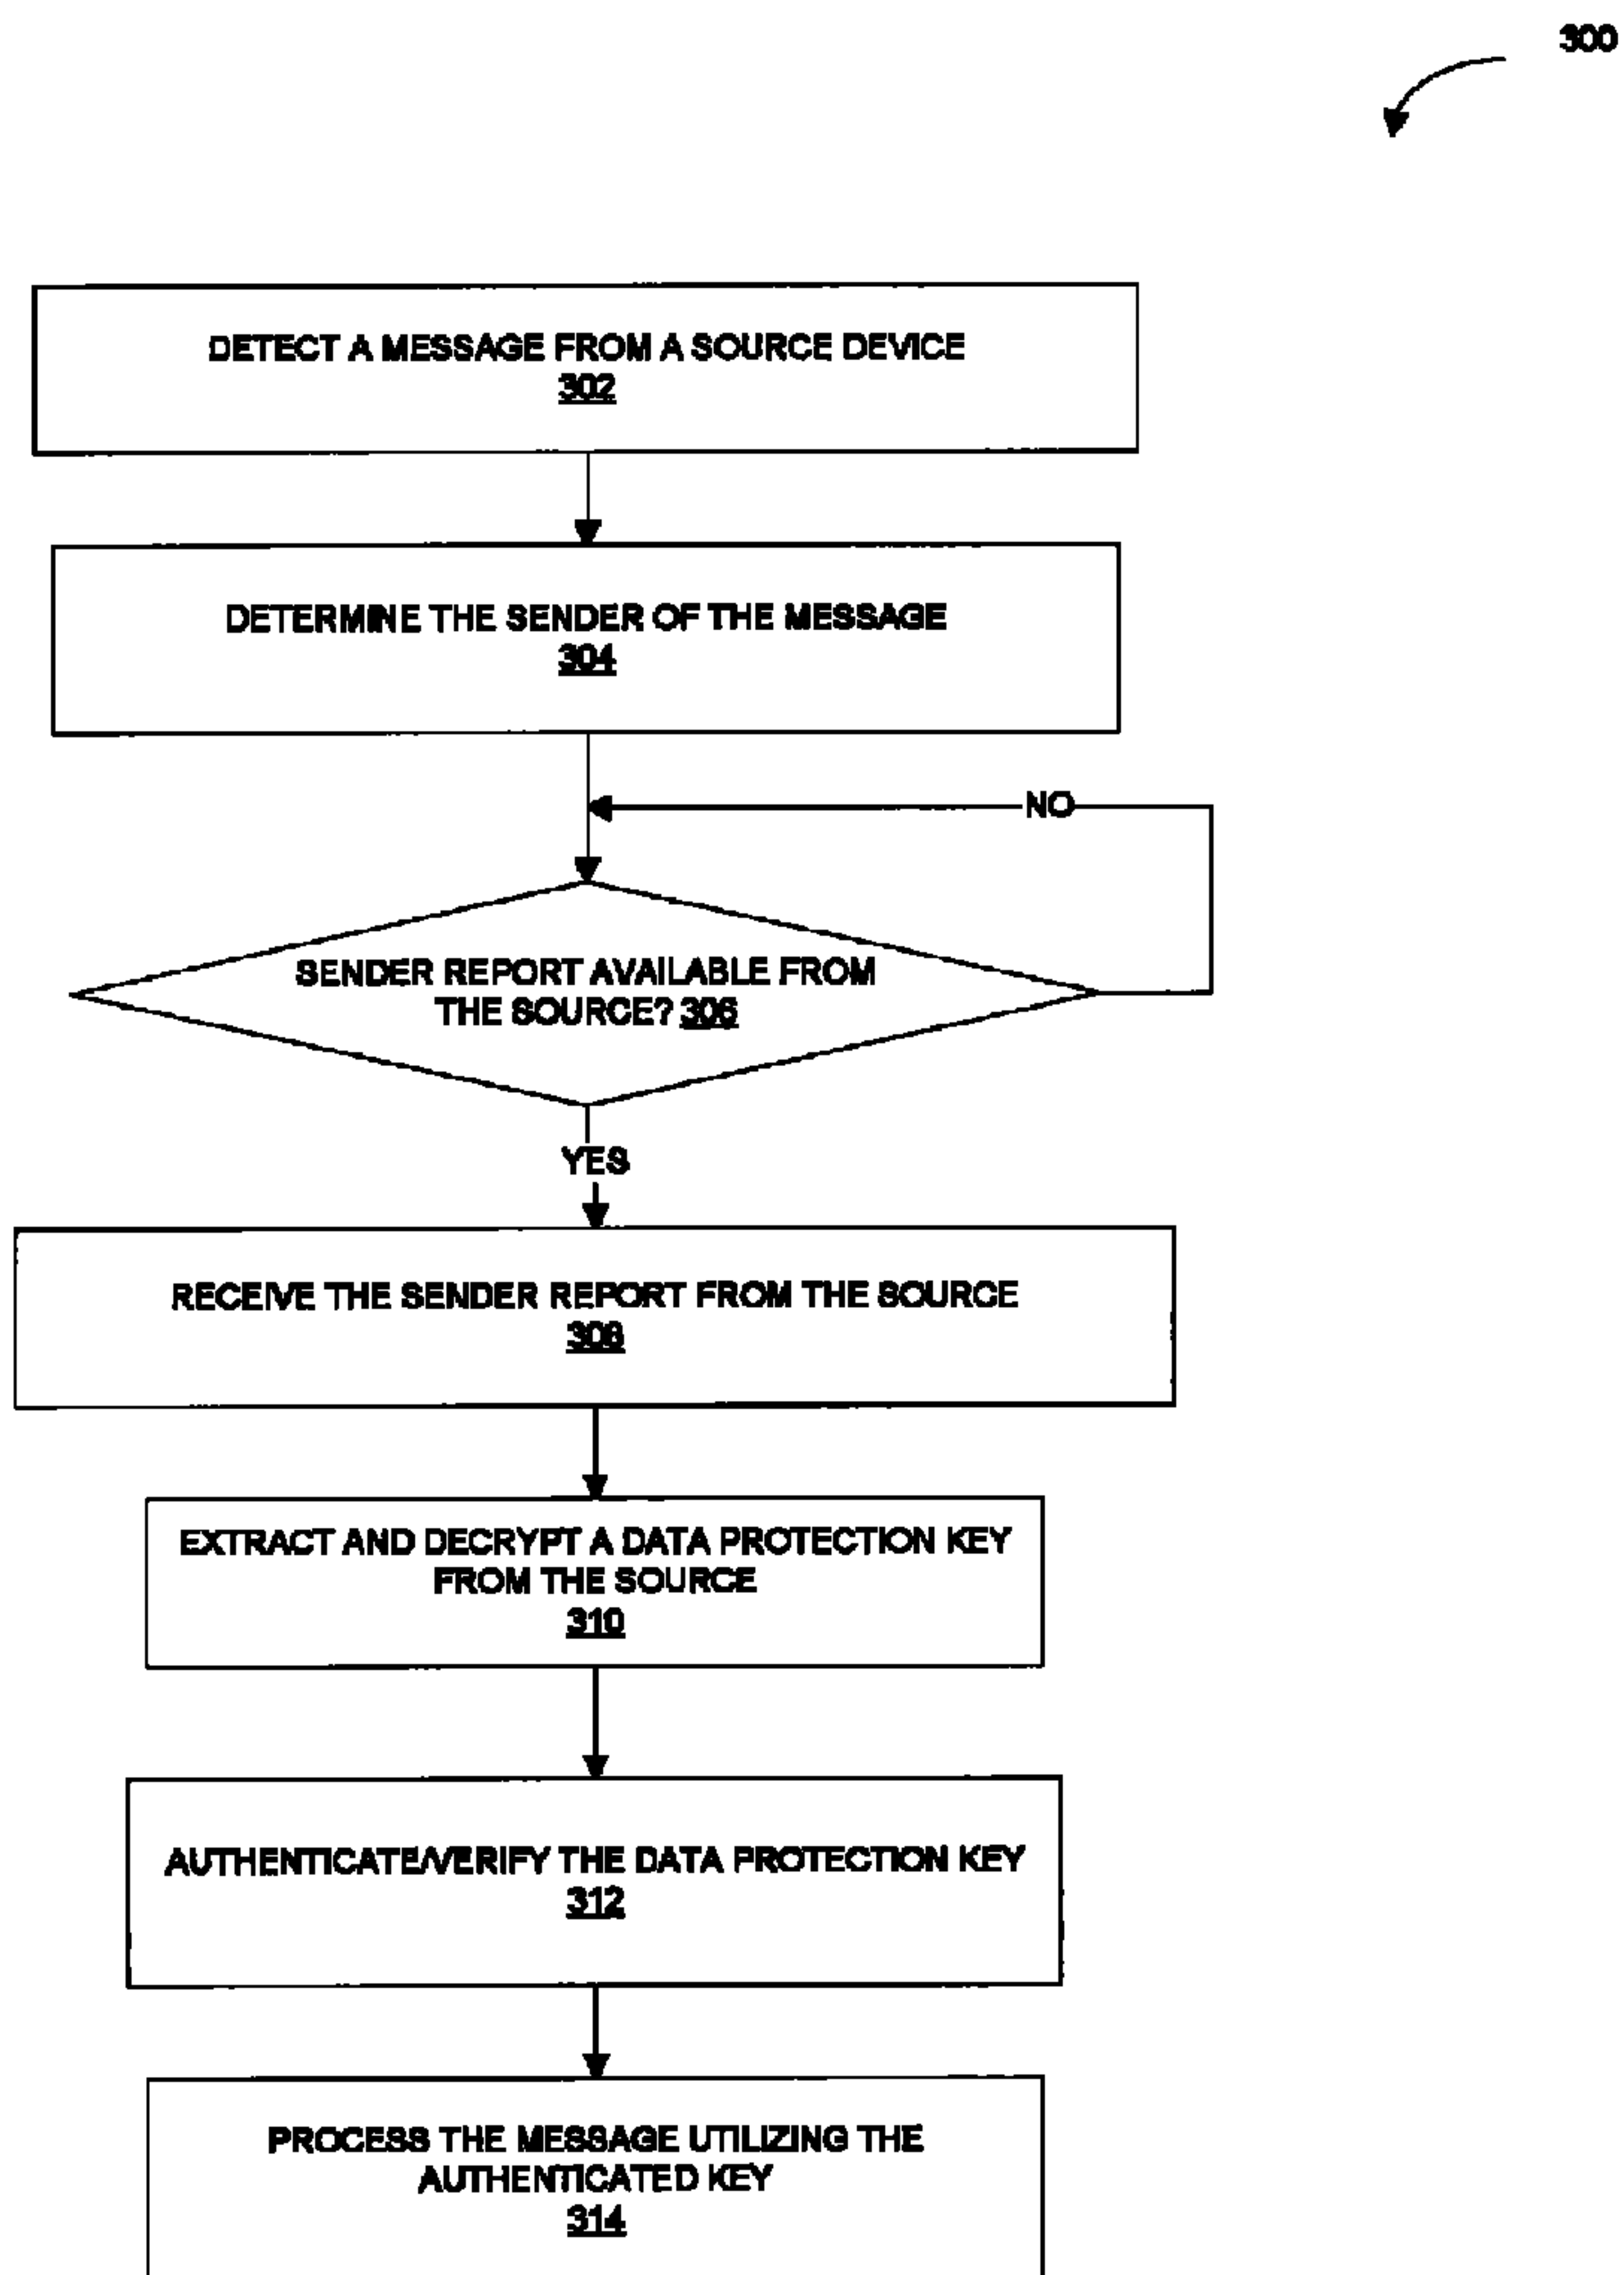 300
DETECT A MESSAGE FROM A SOURCE DEVICE
302
DETERMINE THE SENDER OF THE MESSAGE
304
NO
SENDER REPORT AVAILABLE FROM
THE SOURCE? 306
YES
RECEIVE THE SENDER REPORT FROM THE SOURCE
308
EXTRACT AND DECRYPT A DATA PROTECTION KEY
FROM THE SOURCE
310
AUTHENTICATE/VERIFY THE DATA PROTECTION KEY
312
PROCESS THE MESSAGE UTILIZING THE
AUTHENTICATED KEY
314